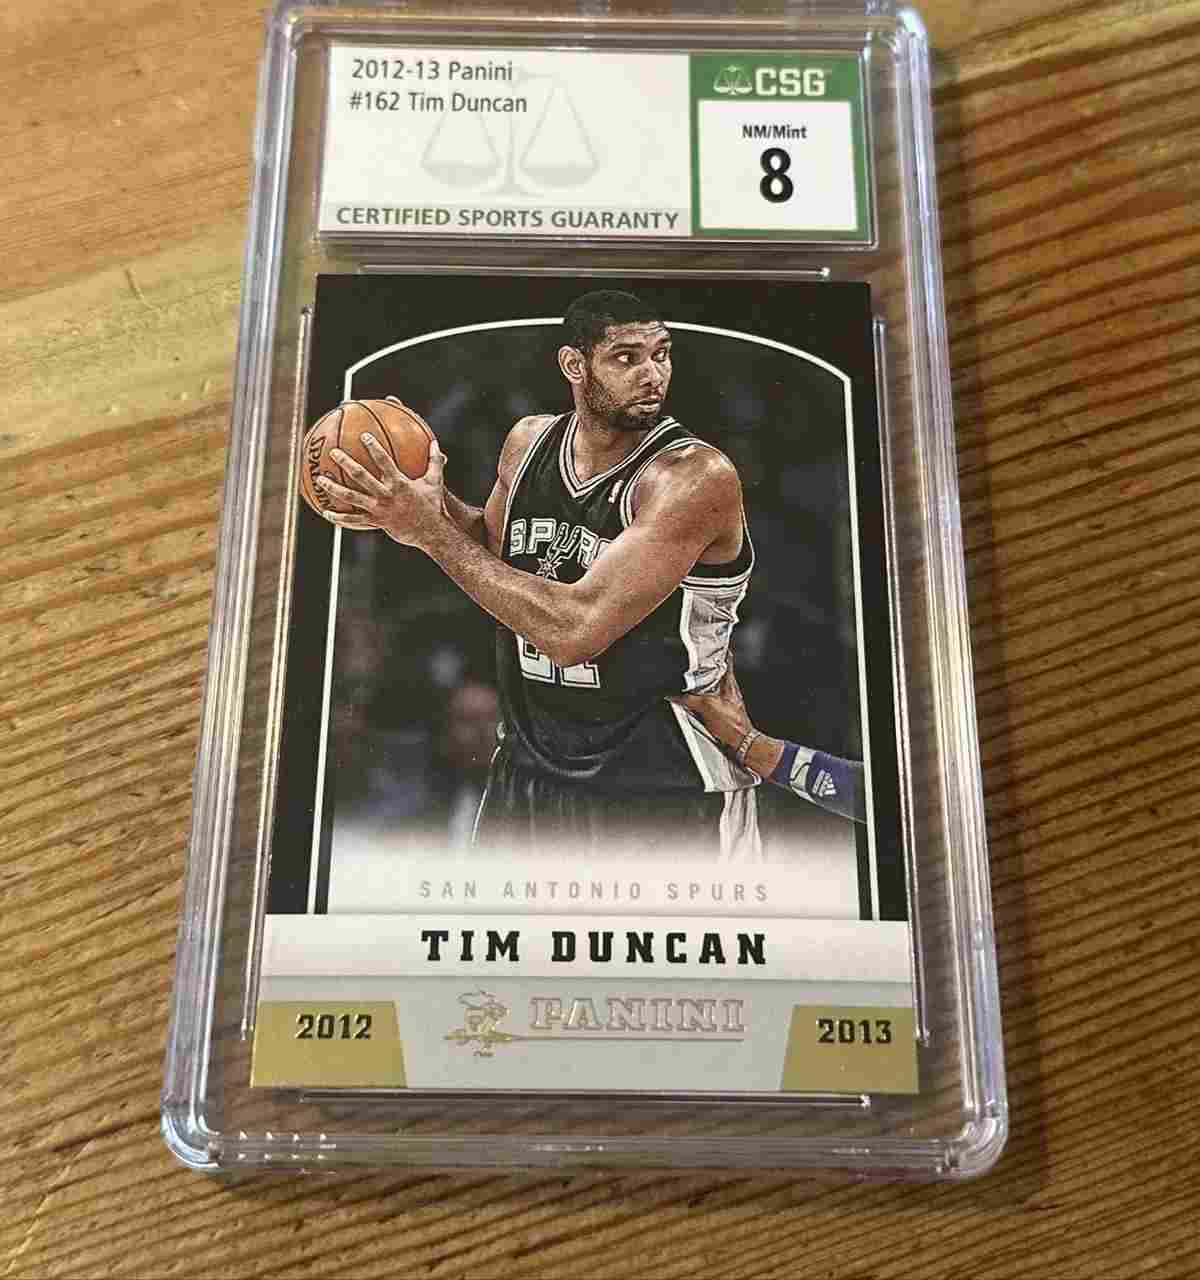 2012-13 Panini
#162 Tim Duncan
CERTIFIED SPORTS GUARANTY
CSG
NM/Mint
8
SPURS
21
SAN ANTONIO SPURS
TIM DUNCAN
2012
PANINI
2013